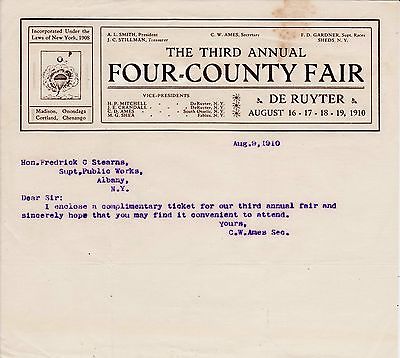 Incorporated Under the
Laws of New York, 1908
Madison, Onondaga
Cortland, Chenango
A. L. SMITH, President
C. W. AMES, Secretary
F. D. GARDNER, Supt. Races
J. C. STILLMAN, Treasurer
SHEDS, N. Y.
THE THIRD ANNUAL
FOUR-COUNTY FAIR
VICE-PRESIDENTS
H. P. MITCHELL - DeRuyter, N. Y.
J. E. CRANDALL - DeRuyter, N. Y.
C. D. AMES - South Otselic, N. Y.
M. G. SHEA - Fabius, N. Y.
DE RUYTER
AUGUST 16 - 17 - 18 - 19, 1910
Aug.9,1910
Hon.Fredrick C Stearns,
Supt,Public Works,
Albany,
N.Y.
Dear Sir:
I enclose a complimentary ticket for our third annual fair and
sincerely hope that you may find it convenient to attend.
Yours,
C.W.Ames Sec.